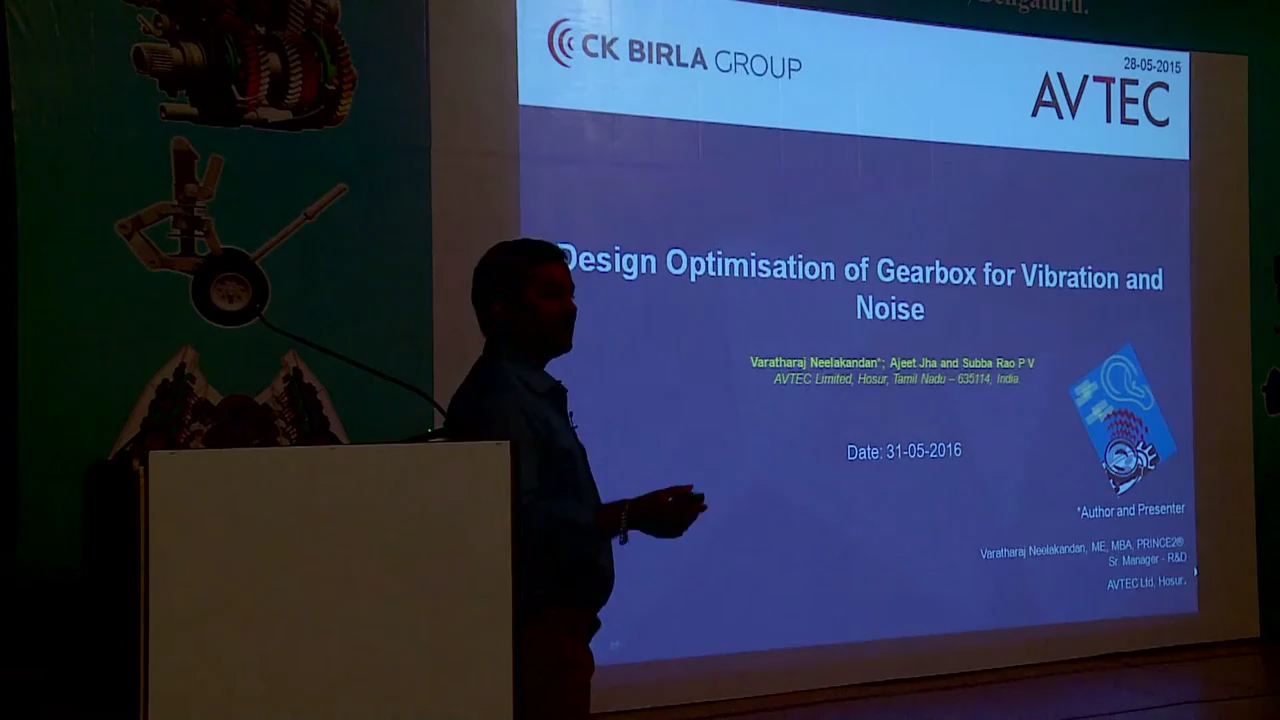 Bengaluru.
CK BIRLA GROUP
28-05-2015
AVTEC
Design Optimisation of Gearbox for Vibration and
Noise
Varatharaj Neelakandan*; Ajeet Jha and Subba Rao P V
AVTEC Limited, Hosur, Tamil Nadu – 635114, India.
Date: 31-05-2016
*Author and Presenter
Varatharaj Neelakandan, ME, MBA, PRINCE2®
Sr. Manager - R&D
AVTEC Ltd, Hosur.